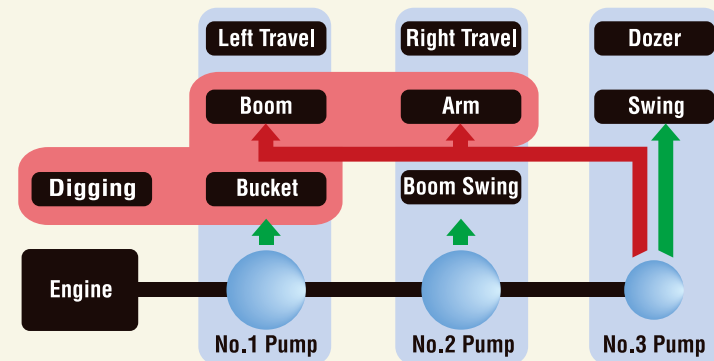 Left Travel
Right Travel
Dozer
Boom
Arm
Swing
Digging
Bucket
Boom Swing
Engine
No.1 Pump
No.2 Pump
No.3 Pump